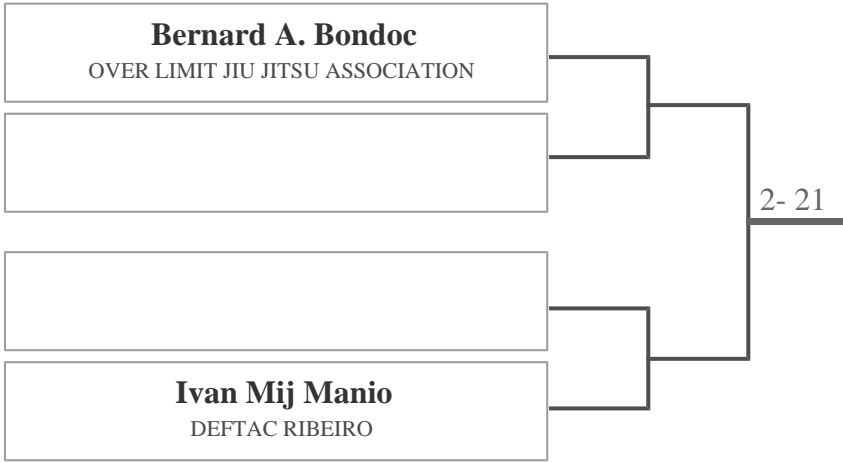 Bernard A. Bondoc
OVER LIMIT JIU JITSU ASSOCIATION
2- 21
Ivan Mij Manio
DEFTAC RIBEIRO